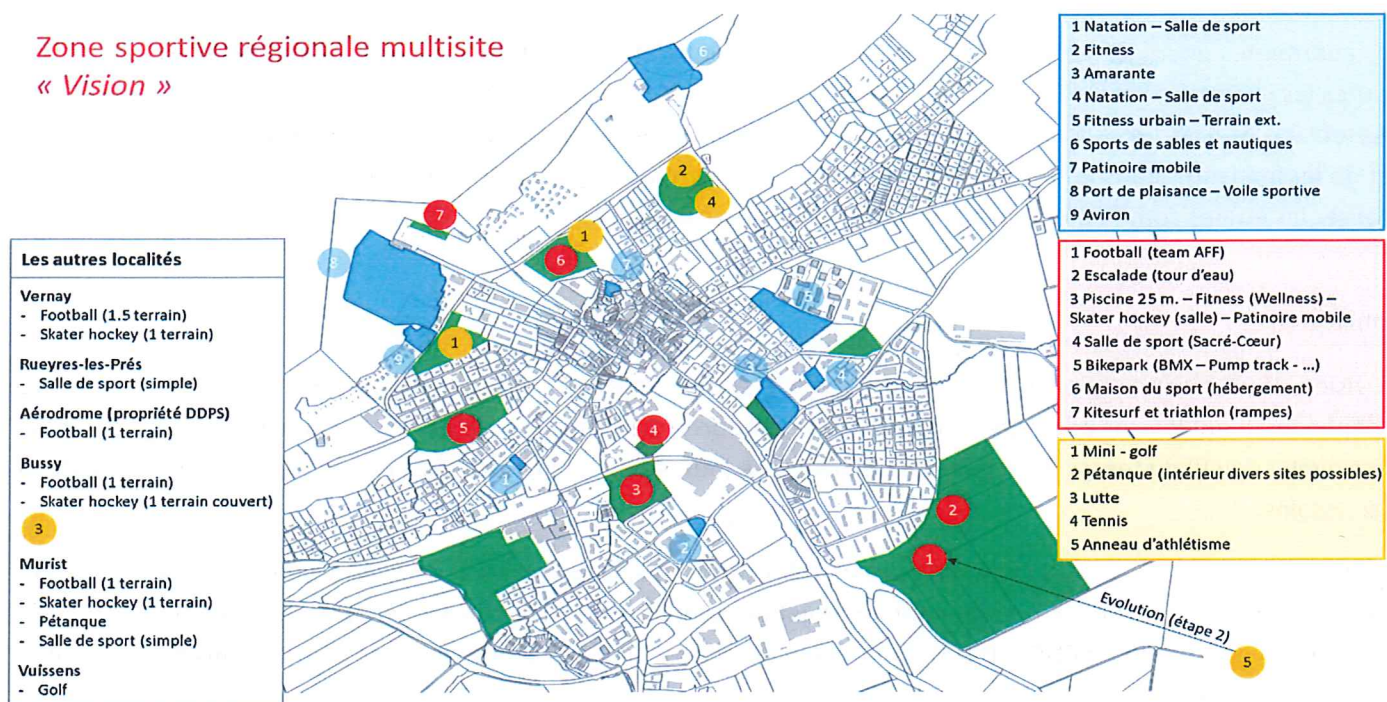 Zone sportive régionale multisite
« Vision »
1 Natation – Salle de sport
2 Fitness
3 Amarante
4 Natation – Salle de sport
5 Fitness urbain – Terrain ext.
6 Sports de sables et nautiques
7 Patinoire mobile
8 Port de plaisance – Voile sportive
9 Aviron
1 Football (team AFF)
2 Escalade (tour d'eau)
3 Piscine 25 m. – Fitness (Wellness) –
Skater hockey (salle) – Patinoire mobile
4 Salle de sport (Sacré-Cœur)
5 Bikepark (BMX – Pump track - ...)
6 Maison du sport (hébergement)
7 Kitesurf et triathlon (rampes)
1 Mini - golf
2 Pétanque (intérieur divers sites possibles)
3 Lutte
4 Tennis
5 Anneau d'athlétisme
Les autres localités
Vernay
- Football (1.5 terrain)
- Skater hockey (1 terrain)
Rueyres-les-Prés
- Salle de sport (simple)
Aérodrome (propriété DDPS)
- Football (1 terrain)
Bussy
- Football (1 terrain)
- Skater hockey (1 terrain couvert)
3
Murist
- Football (1 terrain)
- Skater hockey (1 terrain)
- Pétanque
- Salle de sport (simple)
Vuissens
- Golf
6
2
4
7
1
6
8
9
1
5
4
3
4
1
3
2
2
1
Evolution (étape 2)
5